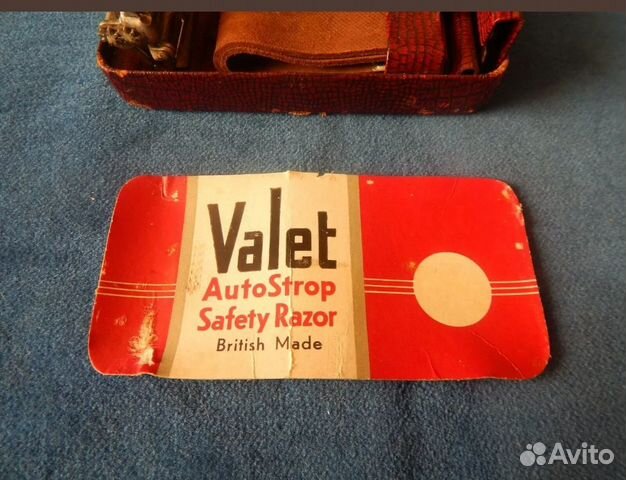 Valet
AutoStrop
Safety Razor
British Made
Avito